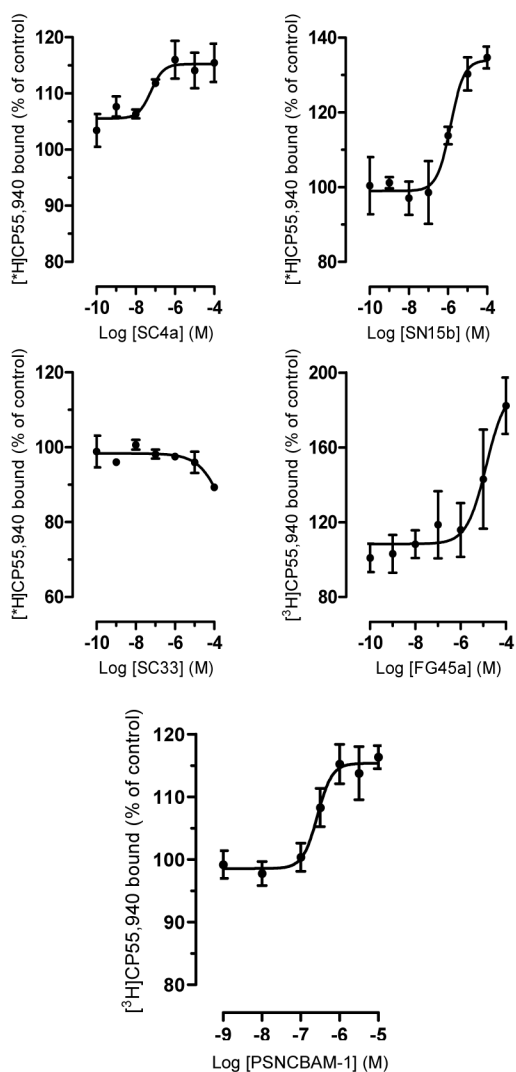 [*H]CP55,940 bound (% of control)
120
110
100
90
80
-10 -8 -6 -4
Log [SC4a] (M)
[*H]CP55,940 bound (% of control)
140
120
100
80
-10 -8 -6 -4
Log [SN15b] (M)
[*H]CP55,940 bound (% of control)
120
100
80
60
-10 -8 -6 -4
Log [SC33] (M)
[³H]CP55,940 bound (% of control)
200
160
120
80
-10 -8 -6 -4
Log [FG45a] (M)
[³H]CP55,940 bound (% of control)
120
110
100
90
80
-9 -8 -7 -6 -5
Log [PSNCBAM-1] (M)